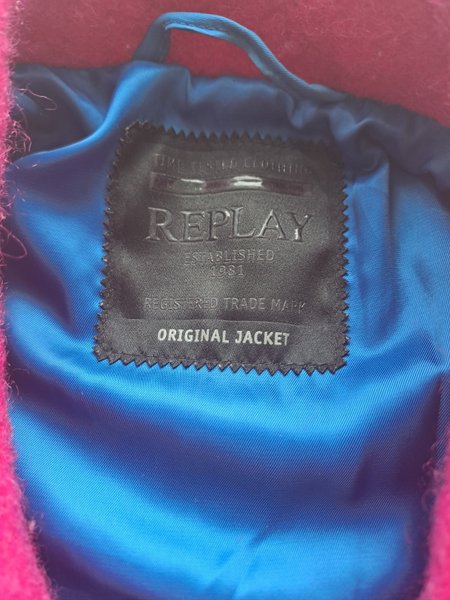 TIME TESTED CLOTHING
REPLAY
ESTABLISHED
1981
REGISTERED TRADE MARK
ORIGINAL JACKET